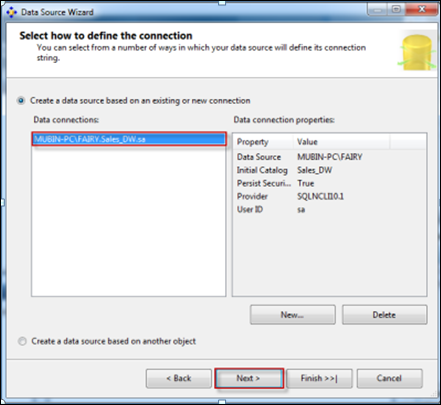 Data Source Wizard
Select how to define the connection
You can select from a number of ways in which your data source will define its connection
string.
Create a data source based on an existing or new connection
Data connections:
Data connection properties:
MUBIN-PC\FAIRY.Sales_DW.sa
Property Value
Data Source MUBIN-PC\FAIRY
Initial Catalog Sales_DW
Persist Securi... True
Provider SQLNCLI10.1
User ID sa
New... Delete
Create a data source based on another object
< Back Next > Finish >>| Cancel